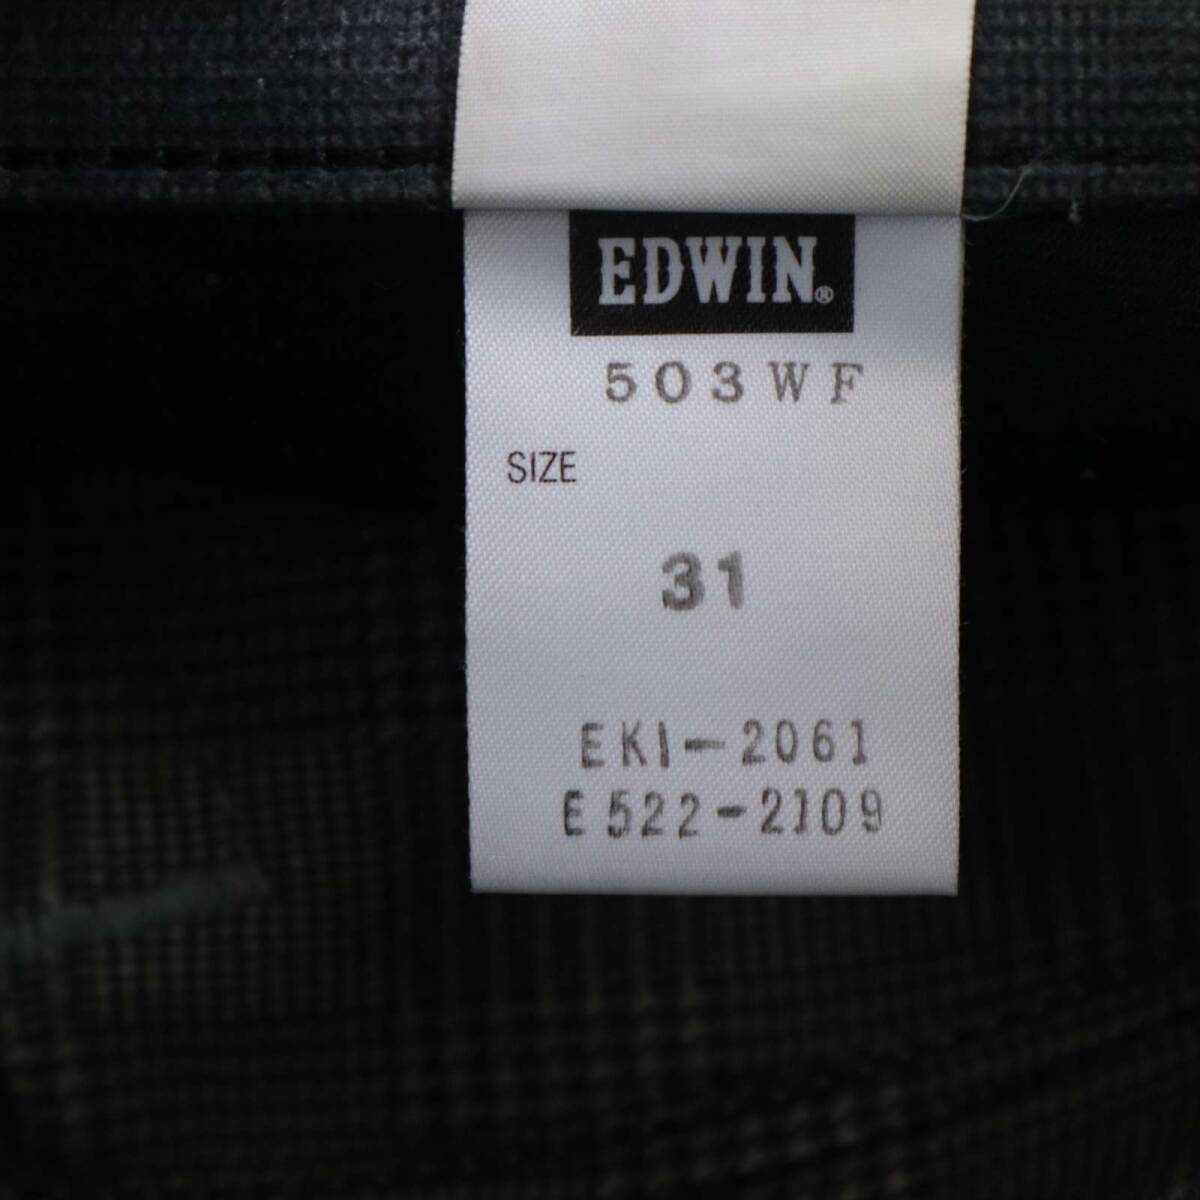 EDWIN®
503WF
SIZE
31
EKI-2061
E522-2109